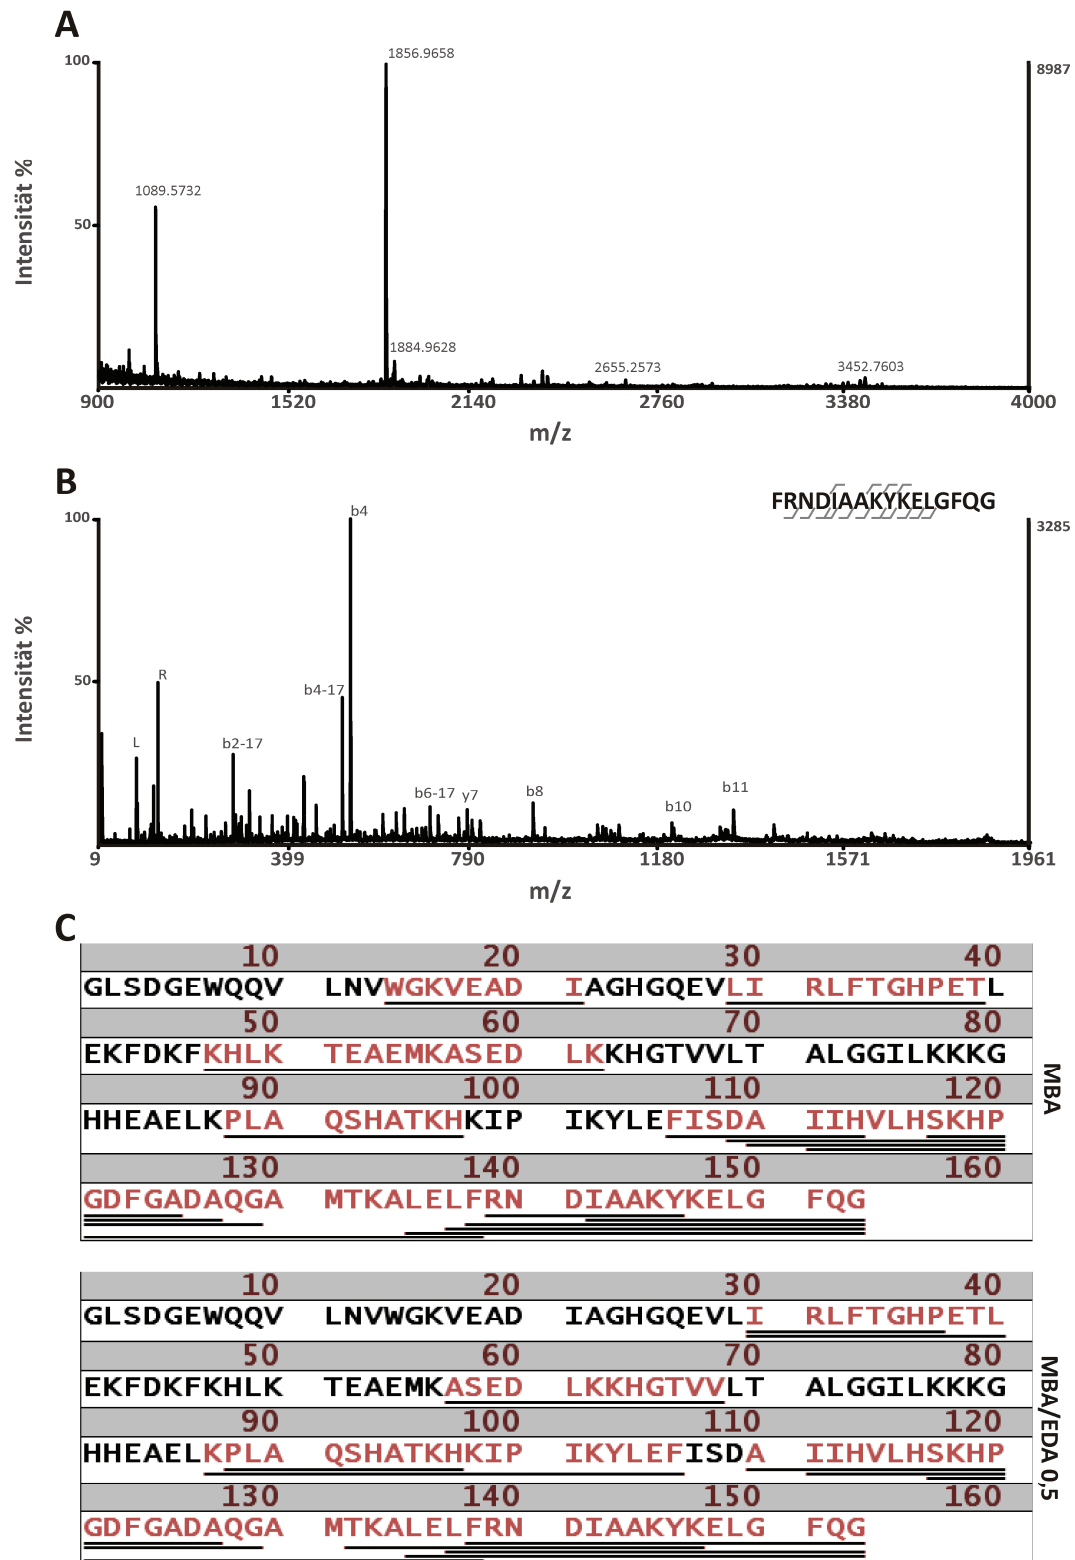 A
1856.9658
100
8987
1089.5732
50
Intensität %
1884.9628
2655.2573
3452.7603
900 1520 2140 2760 3380 4000
m/z
B
FRNDIAAKYKELGFQG
b4
100
3285
R
50
b4-17
Intensität %
L
b2-17
b6-17 y7 b8 b10 b11
9 399 790 1180 1571 1961
m/z
C
10 20 30 40
GLSDGEWQQV LNVWGKVEAD IAGHGQEVLI RLFTGHPETL
50 60 70 80
EKFDKFKHLK TEAEMKASED LKKHGTVVLT ALGGILKKKG
90 100 110 120
HHEAELKPLA QSHATKHKIP IKYLEFISDA IIHVLHSKHP
130 140 150 160
GDFGADAQGA MTKALELFRN DIAAKYKELG FQG
MBA
10 20 30 40
GLSDGEWQQV LNVWGKVEAD IAGHGQEVLI RLFTGHPETL
50 60 70 80
EKFDKFKHLK TEAEMKASED LKKHGTVVLT ALGGILKKKG
90 100 110 120
HHEAELKPLA QSHATKHKIP IKYLEFISDA IIHVLHSKHP
130 140 150 160
GDFGADAQGA MTKALELFRN DIAAKYKELG FQG
MBA/EDA 0,5